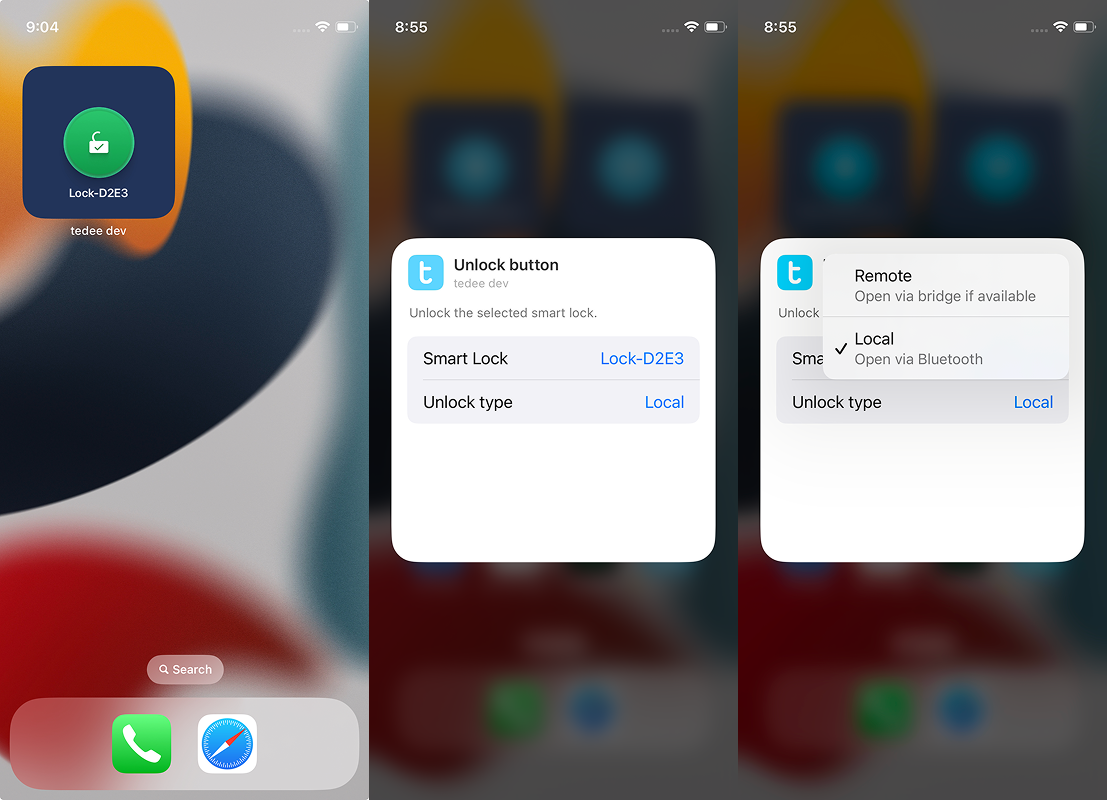 9:04
Lock-D2E3
tedee dev
Search
8:55
t
Unlock button
tedee dev
Unlock the selected smart lock.
Smart Lock
Lock-D2E3
Unlock type
Local
8:55
t
Remote
Open via bridge if available
Local
Open via Bluetooth
Unlock
Sma
Unlock type
Local